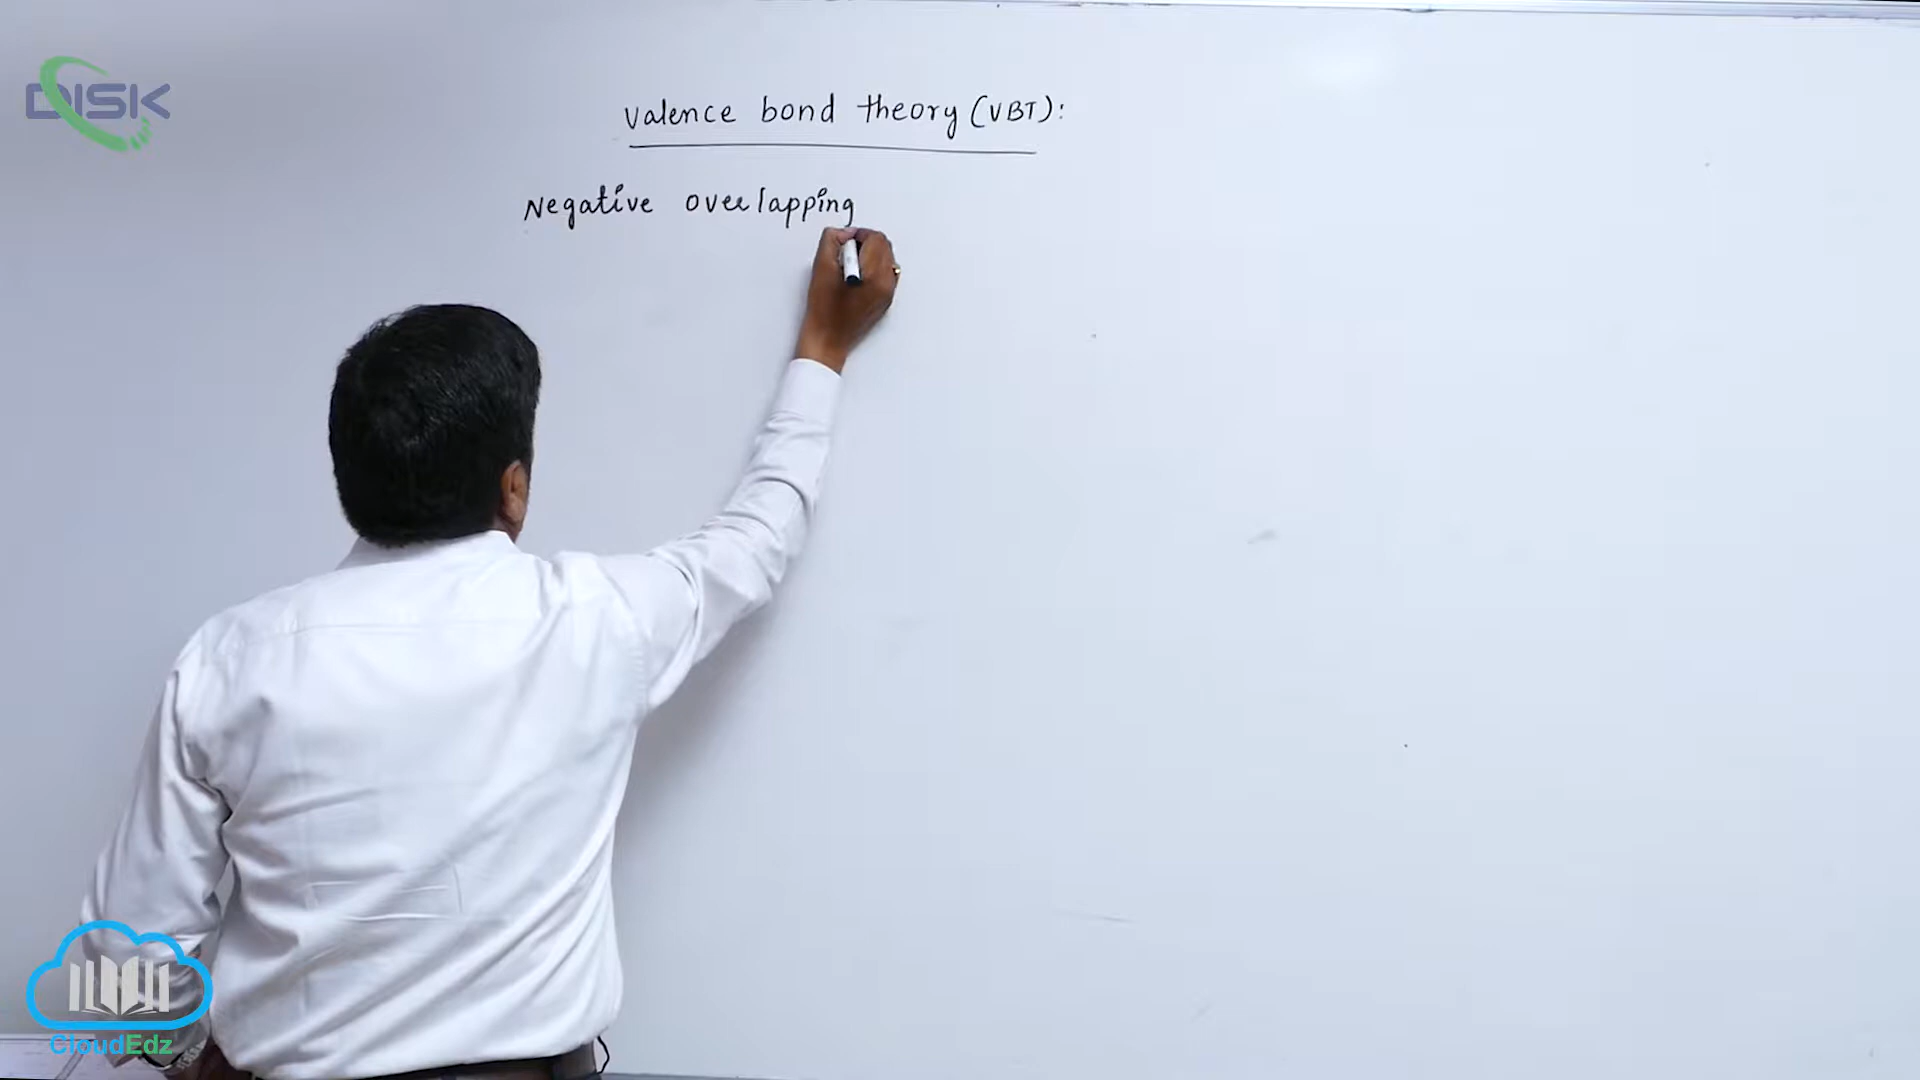 DISK
Valence bond theory (VBT):
Negative overlapping
CloudEdz